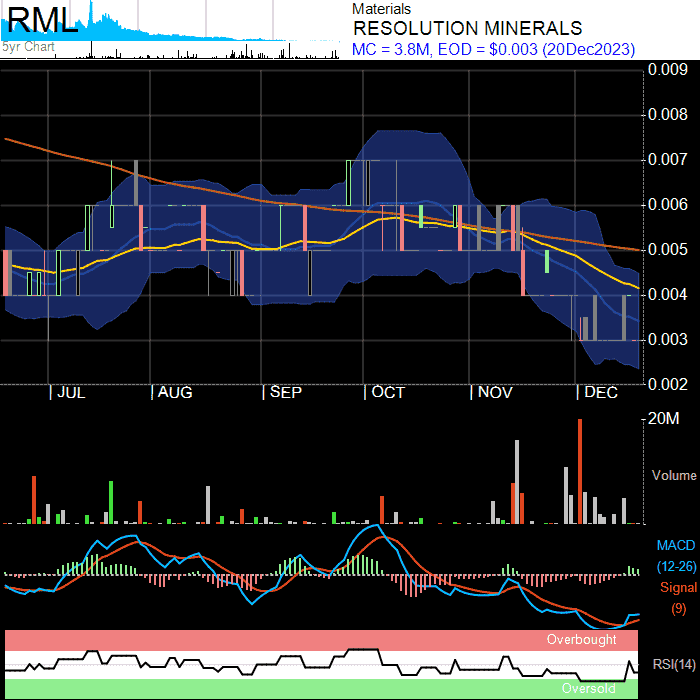 RML
5yr Chart
Materials
RESOLUTION MINERALS
MC = 3.8M, EOD = $0.003 (20Dec2023)
0.009
0.008
0.007
0.006
0.005
0.004
0.003
0.002
| JUL | AUG | SEP | OCT | NOV | DEC
20M
Volume
MACD
(12-26)
Signal
(9)
Overbought
RSI(14)
Oversold